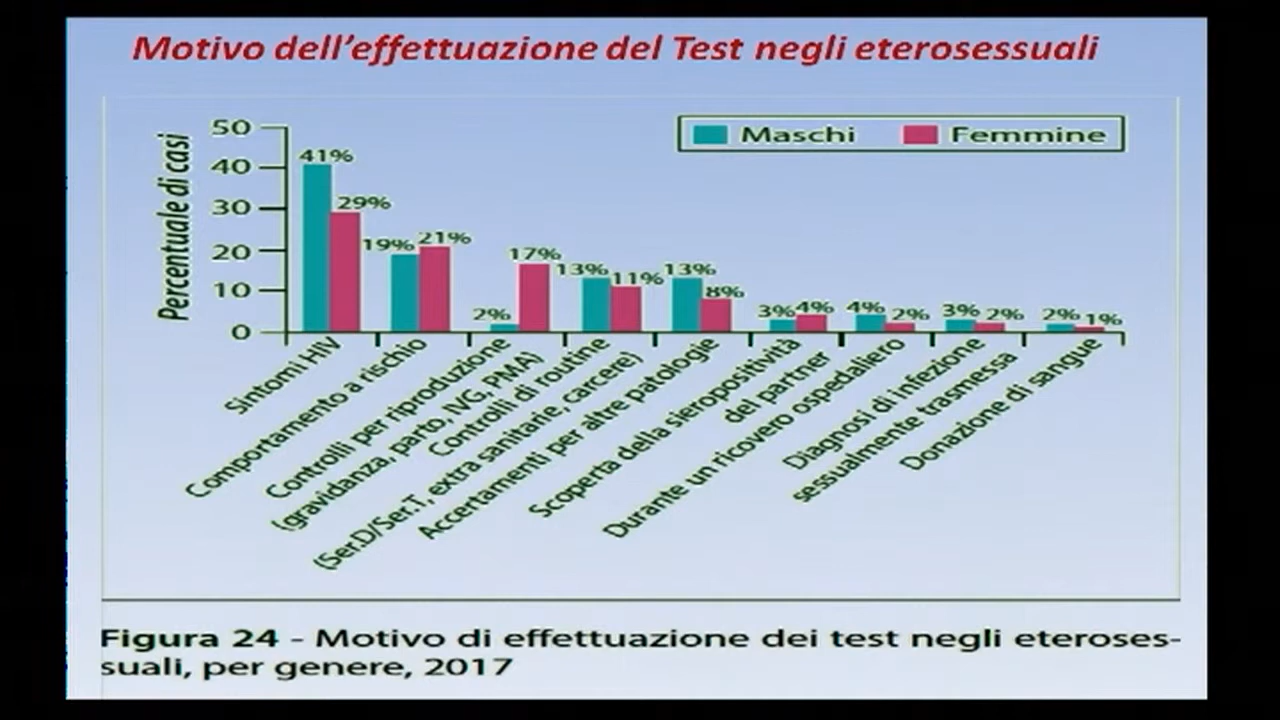 Motivo dell'effettuazione del Test negli eterosessuali
Maschi
Femmine
Percentuale di casi
50
40
30
20
10
0
41%
29%
19%
21%
2%
17%
13%
11%
13%
8%
3%
4%
4%
2%
3%
2%
2%
1%
Sintomi HIV
Comportamento a rischio
Controlli per riproduzione
(gravidanza, parto, IVG, PMA)
Controlli di routine
(Ser.D/Ser.T, extra sanitarie, carcere)
Accertamenti per altre patologie
Scoperta della sieropositività
del partner
Durante un ricovero ospedaliero
Diagnosi di infezione
sessualmente trasmessa
Donazione di sangue
Figura 24 - Motivo di effettuazione dei test negli eteroses-
suali, per genere, 2017